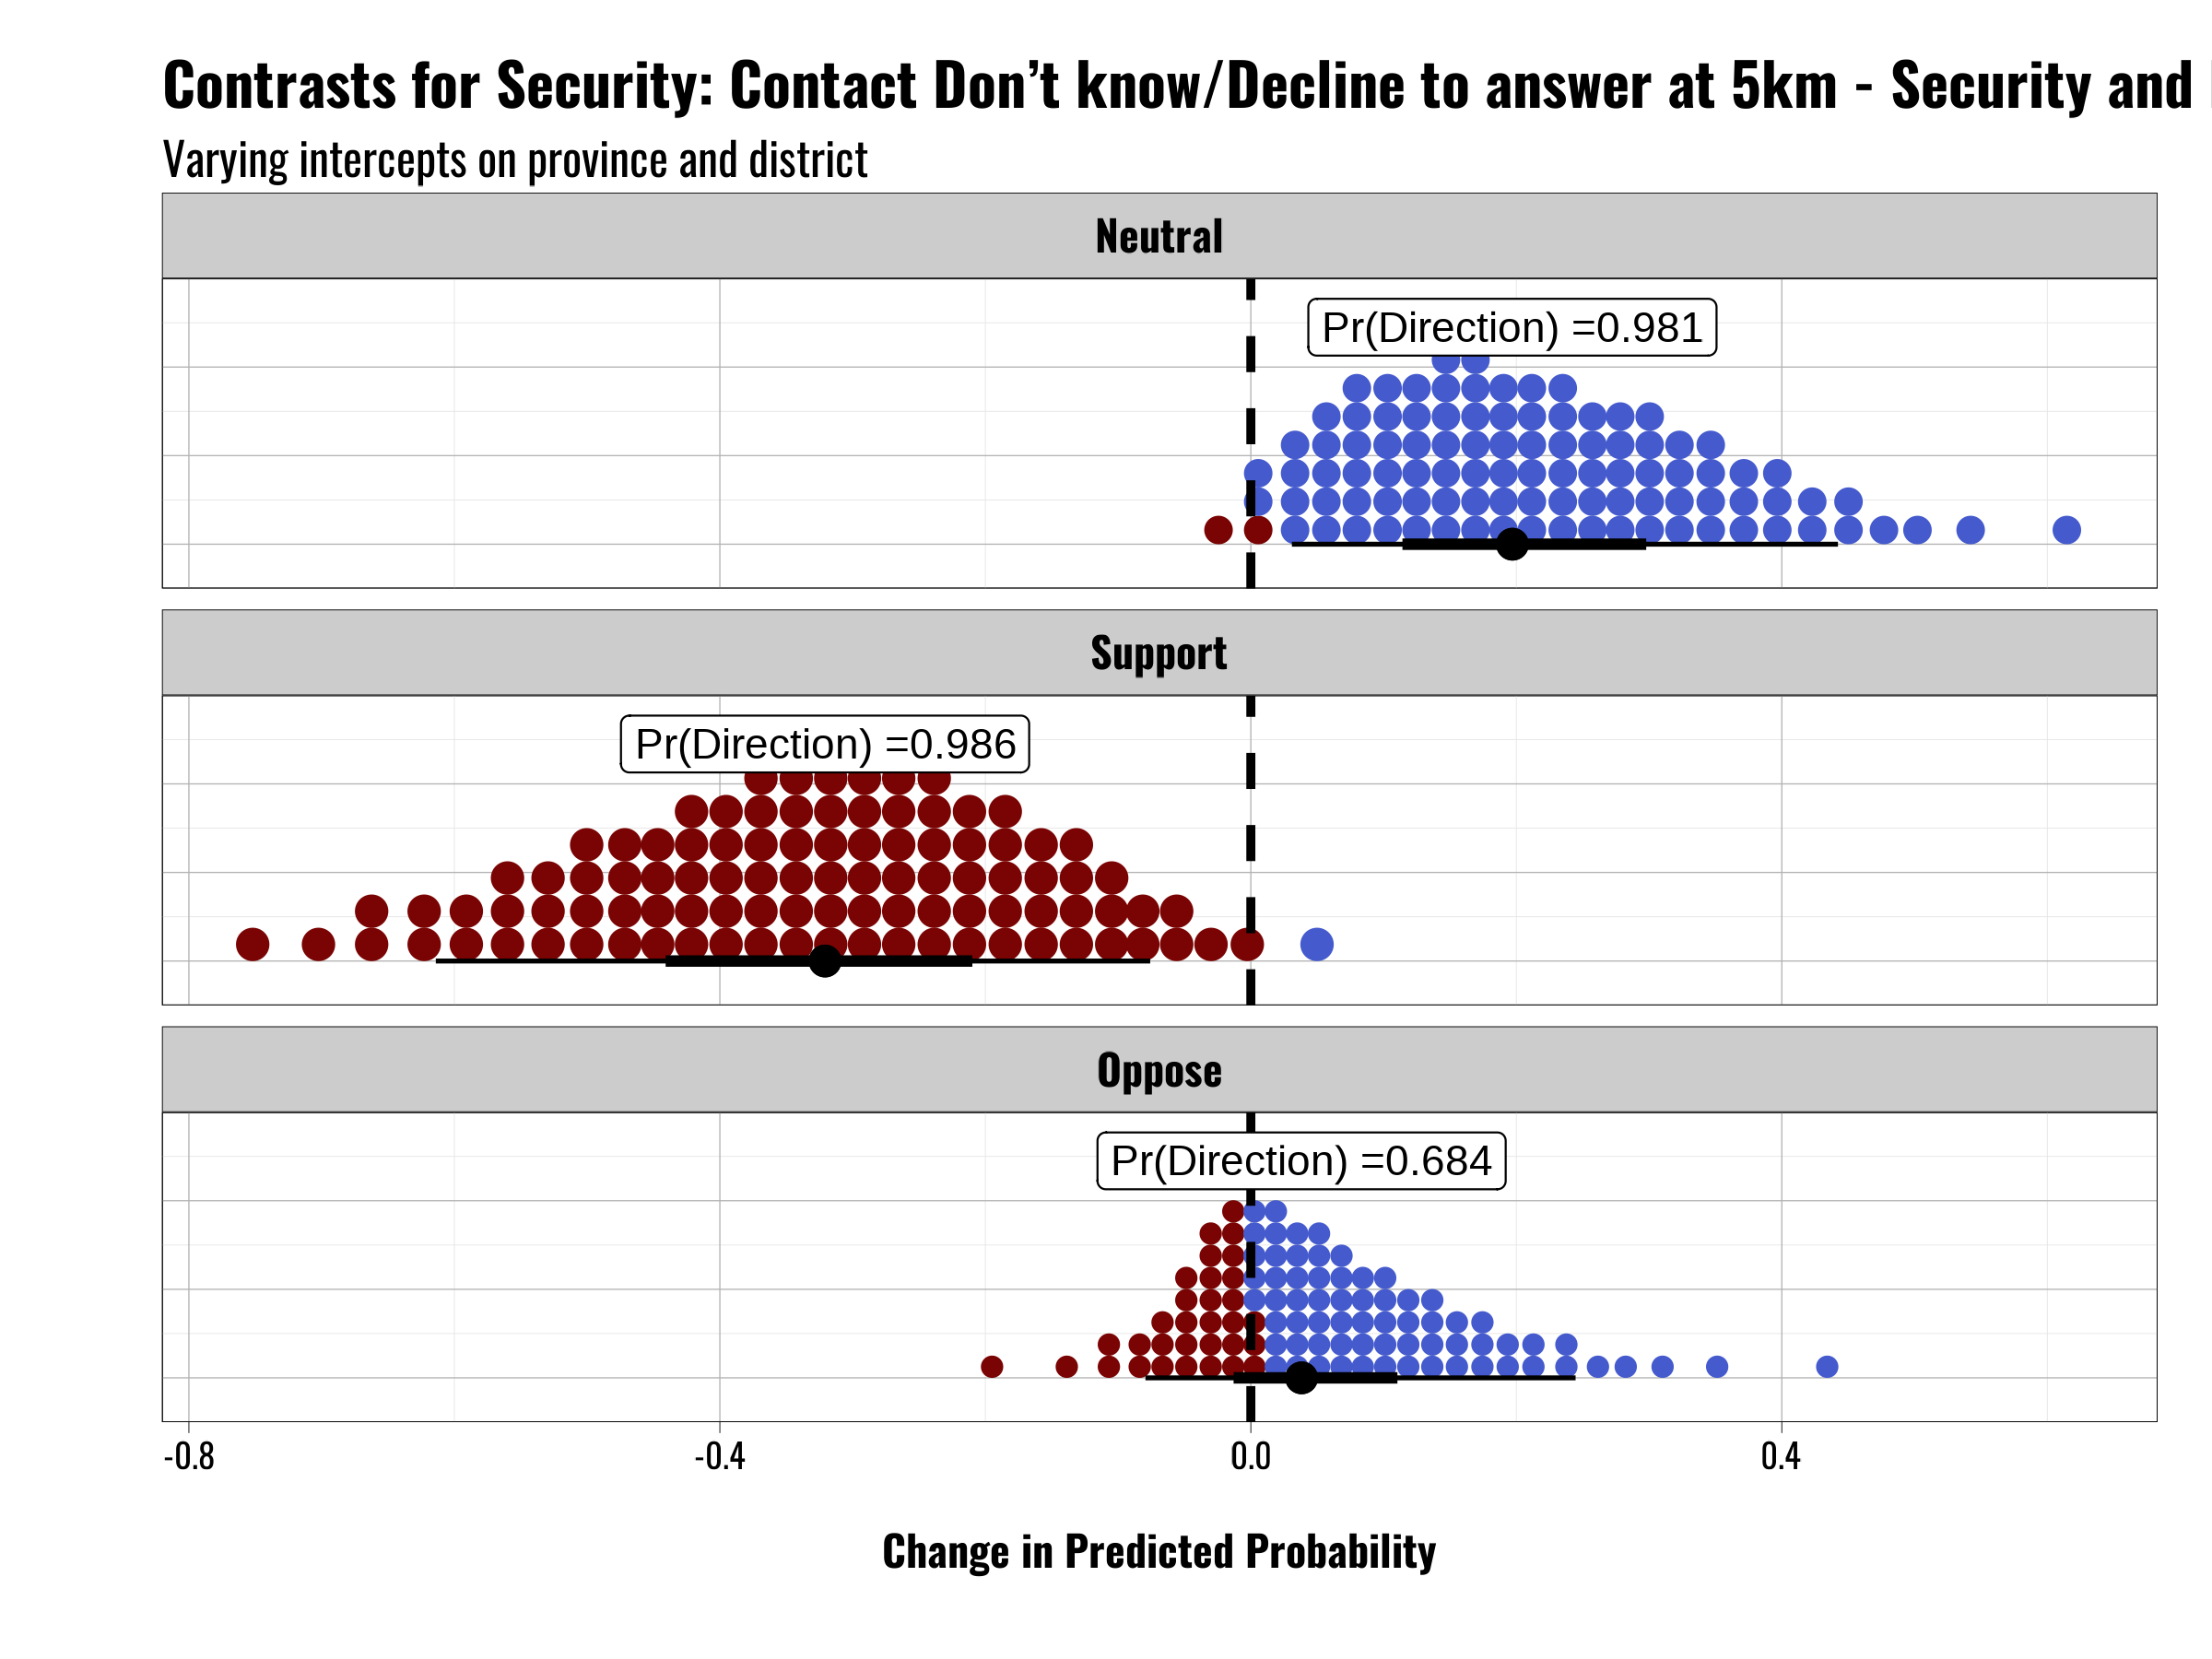 Contrasts for Security: Contact Don’t know/Decline to answer at 5km - Security and
Varying intercepts on province and district
Neutral
Pr(Direction) =0.981
Support
Pr(Direction) =0.986
Oppose
Pr(Direction) =0.684
-0.8 -0.4 0.0 0.4
Change in Predicted Probability